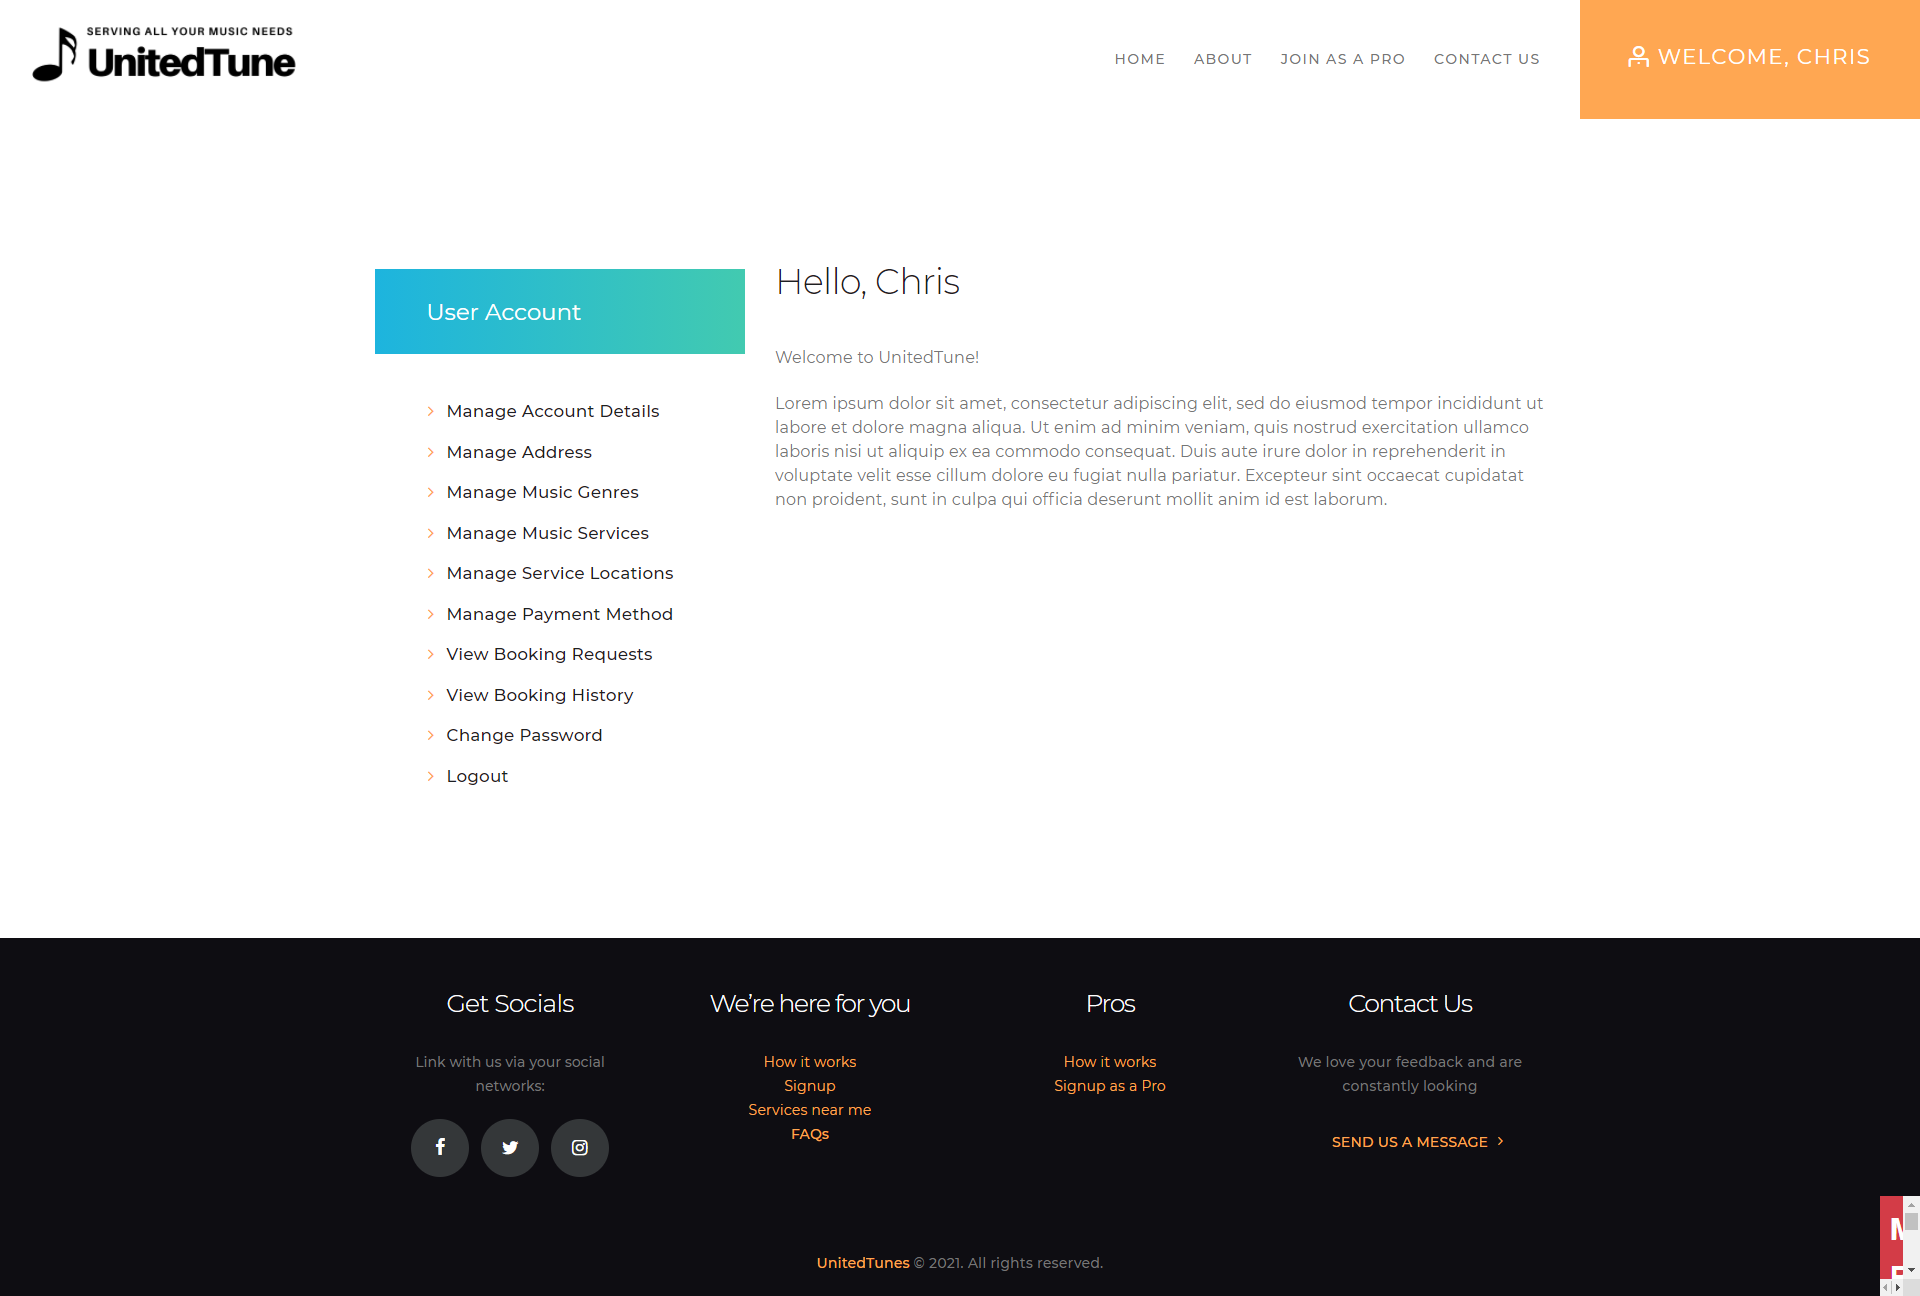 SERVING ALL YOUR MUSIC NEEDS
UnitedTune
HOME ABOUT JOIN AS A PRO CONTACT US
WELCOME, CHRIS
User Account
Manage Account Details
Manage Address
Manage Music Genres
Manage Music Services
Manage Service Locations
Manage Payment Method
View Booking Requests
View Booking History
Change Password
Logout
Hello, Chris
Welcome to UnitedTune!
Lorem ipsum dolor sit amet, consectetur adipiscing elit, sed do eiusmod tempor incididunt ut
labore et dolore magna aliqua. Ut enim ad minim veniam, quis nostrud exercitation ullamco
laboris nisi ut aliquip ex ea commodo consequat. Duis aute irure dolor in reprehenderit in
voluptate velit esse cillum dolore eu fugiat nulla pariatur. Excepteur sint occaecat cupidatat
non proident, sunt in culpa qui officia deserunt mollit anim id est laborum.
Get Socials
Link with us via your social
networks:
We’re here for you
How it works
Signup
Services near me
FAQs
Pros
How it works
Signup as a Pro
Contact Us
We love your feedback and are
constantly looking
SEND US A MESSAGE
UnitedTunes © 2021. All rights reserved.